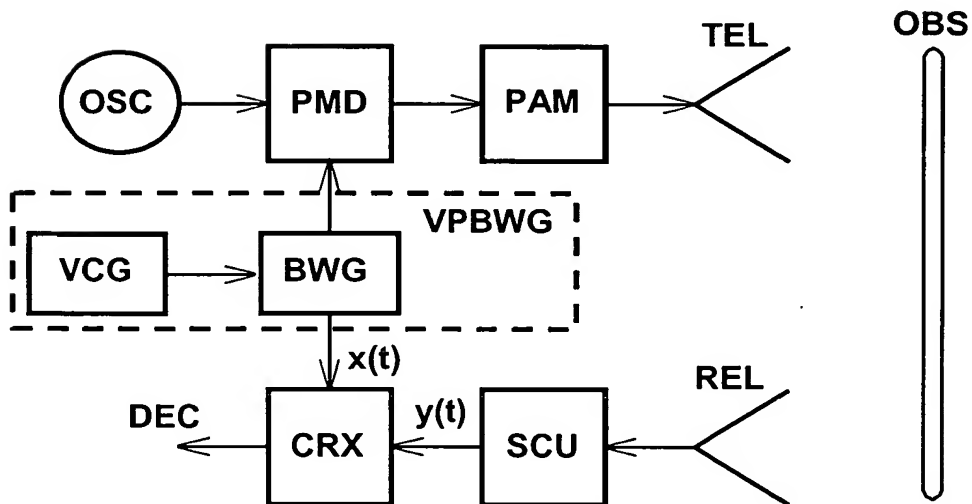 OBS
TEL
OSC
PMD
PAM
VPBWG
VCG
BWG
x(t)
REL
DEC
y(t)
CRX
SCU